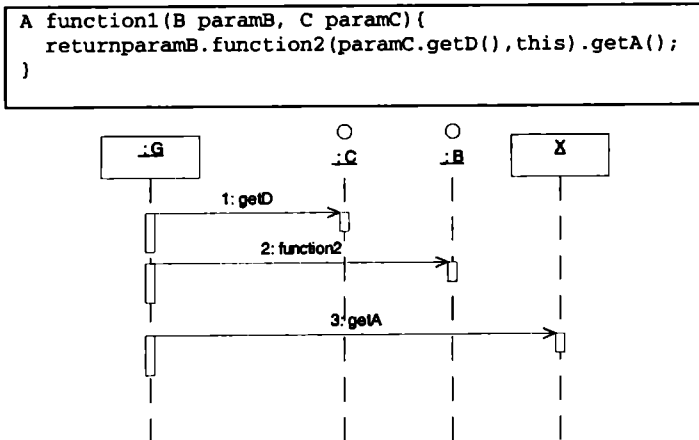 A function1(B paramB, C paramC){
returnparamB.function2(paramC.getD(),this).getA();
}
:G
:C
:B
X
1: getD
2: function2
3: getA